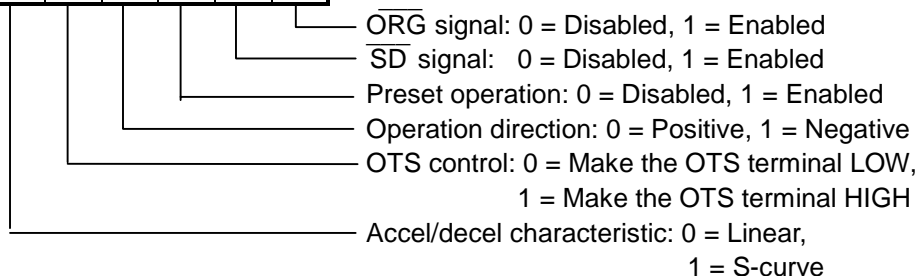 ORG signal: 0 = Disabled, 1 = Enabled
SD signal: 0 = Disabled, 1 = Enabled
Preset operation: 0 = Disabled, 1 = Enabled
Operation direction: 0 = Positive, 1 = Negative
OTS control: 0 = Make the OTS terminal LOW,
1 = Make the OTS terminal HIGH
Accel/decel characteristic: 0 = Linear,
1 = S-curve